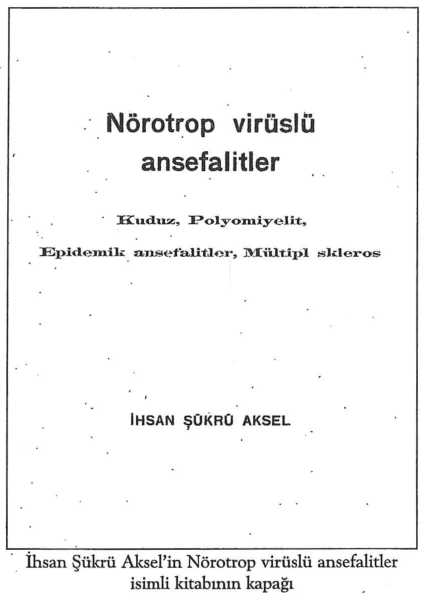 Nörotrop virüslü
ansefalitler
Kuduz, Polyomiyelit,
Epidemik ansefalitler, Mültipl skleros
İHSAN ŞÜKRÜ AKSEL
İhsan Şükrü Aksel'in Nörotrop virüslü ansefalitler
isimli kitabının kapağı